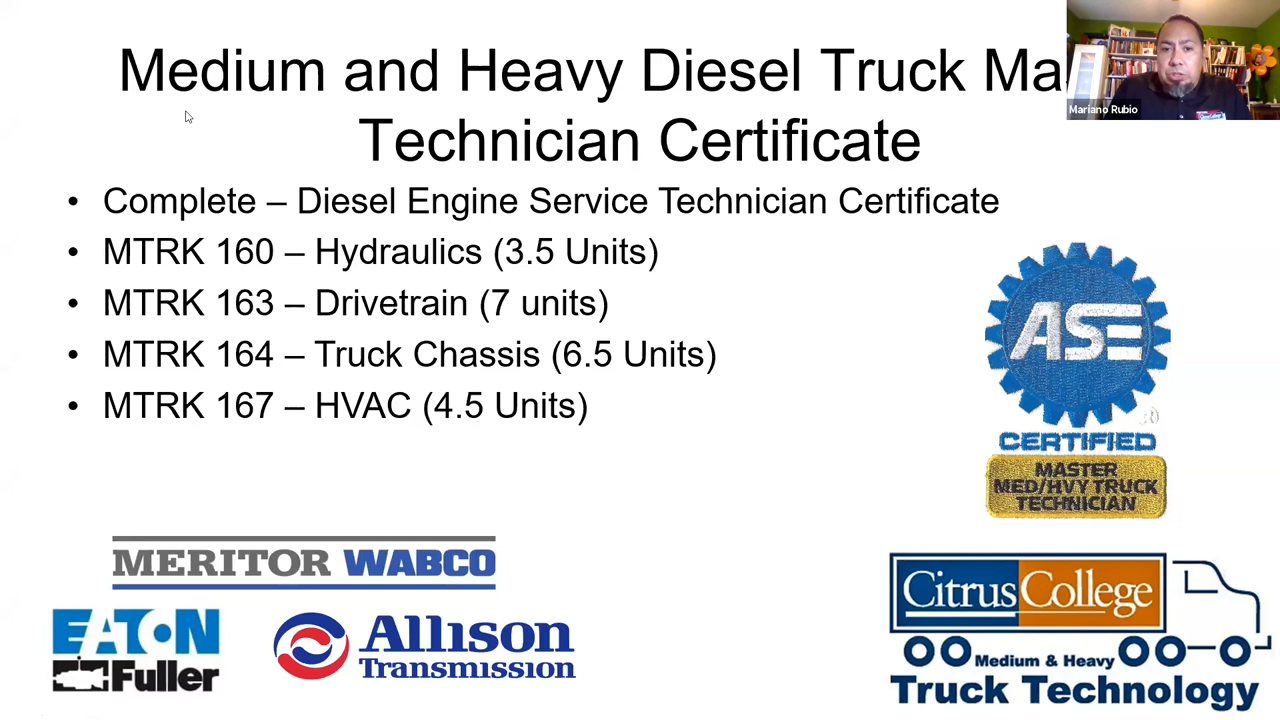 Medium and Heavy Diesel Truck Mas
Technician Certificate
Mariano Rubio
• Complete – Diesel Engine Service Technician Certificate
• MTRK 160 – Hydraulics (3.5 Units)
• MTRK 163 – Drivetrain (7 units)
• MTRK 164 – Truck Chassis (6.5 Units)
• MTRK 167 – HVAC (4.5 Units)
ASE
CERTIFIED
MASTER
MED/HVY TRUCK
TECHNICIAN
MERITOR WABCO
EATON
Fuller
Allison
Transmission
Citrus College
Medium & Heavy
Truck Technology